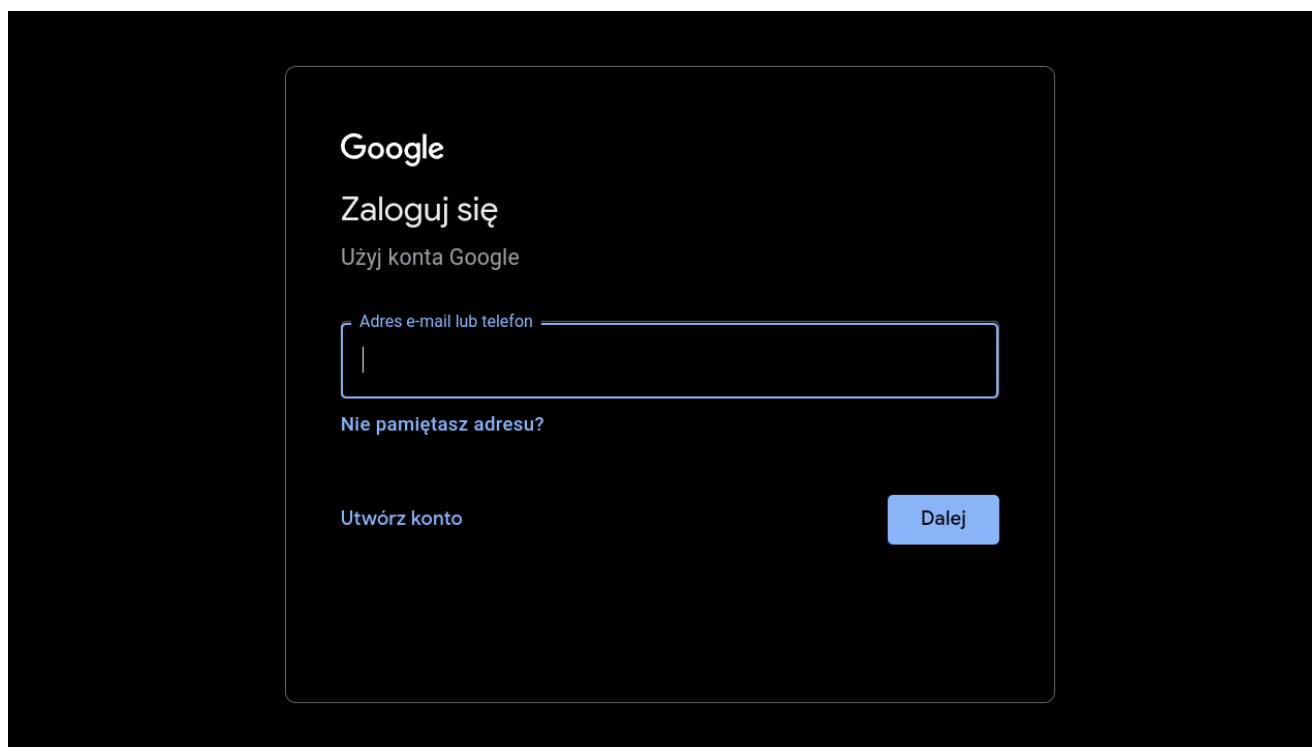 Google
Zaloguj się
Użyj konta Google
Adres e-mail lub telefon
Nie pamiętasz adresu?
Utwórz konto
Dalej